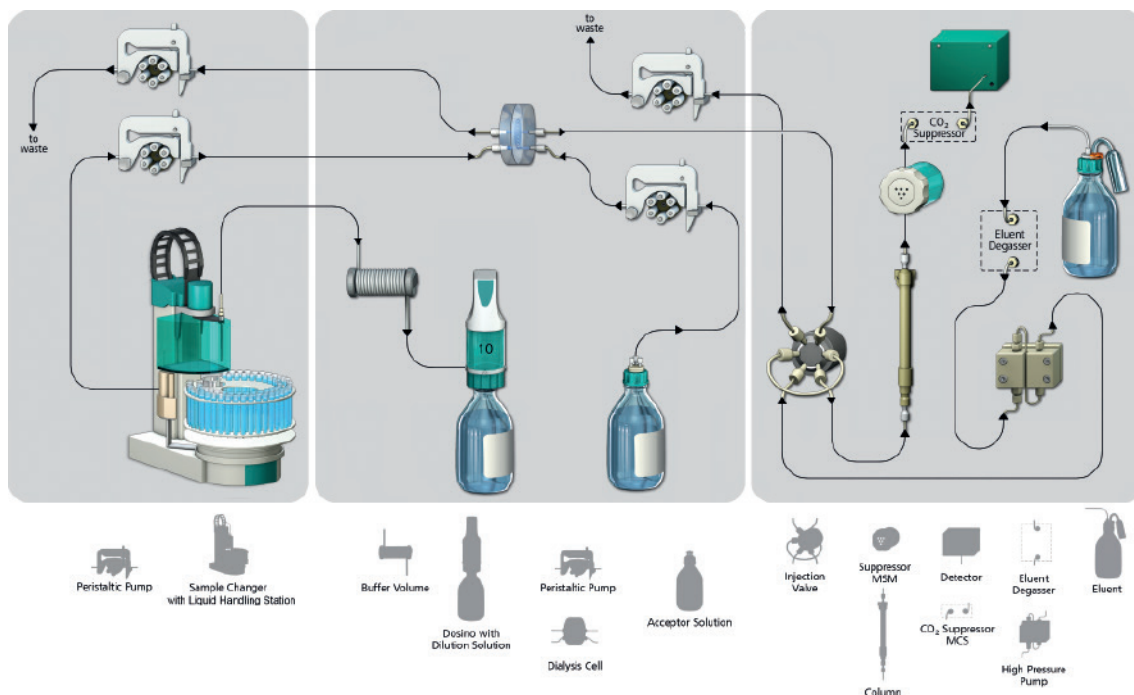 to
waste
to
waste
10
CO₂
Suppressor
Eluent
Degasser
Peristaltic Pump
Sample Changer
with Liquid Handling Station
Buffer Volume
Dosino with
Dilution Solution
Peristaltic Pump
Dialysis Cell
Acceptor Solution
Injection
Valve
Suppressor
MSM
Column
Detector
CO₂ Suppressor
MCS
Eluent
Degasser
High Pressure
Pump
Eluent